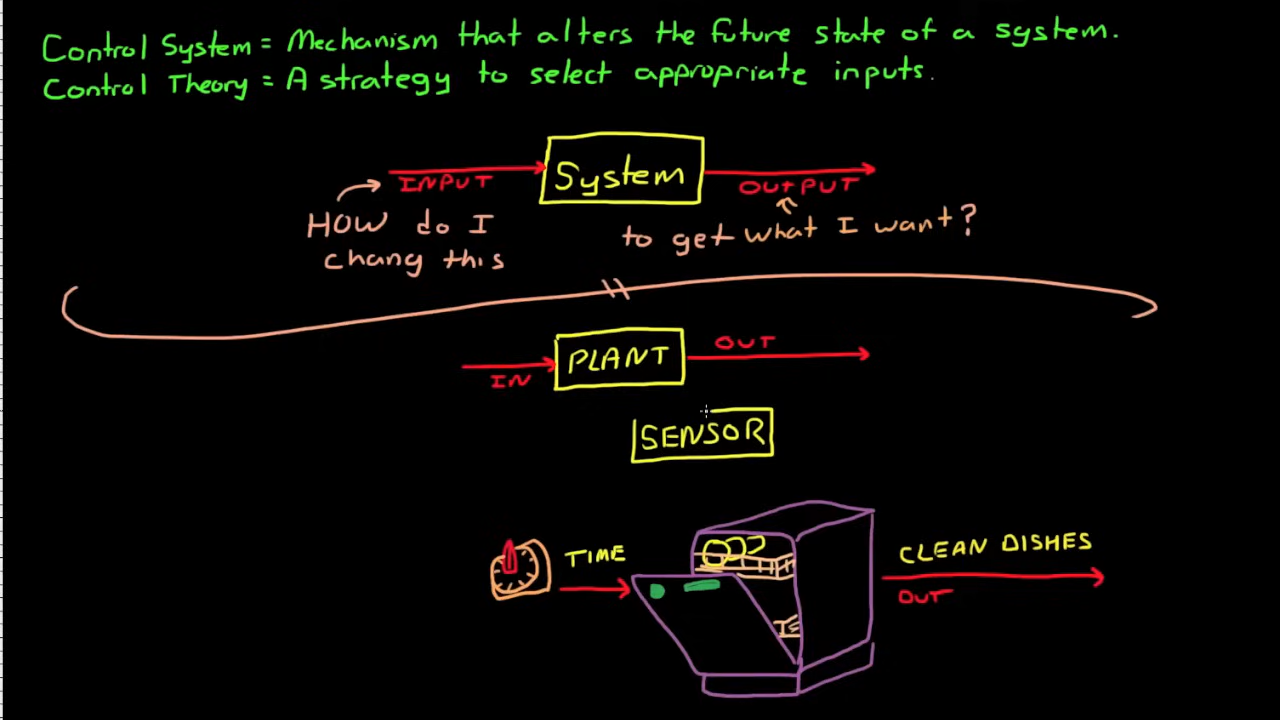 Control System = Mechanism that alters the future state of a system.
Control Theory = A strategy to select appropriate inputs.
INPUT
System
OUTPUT
HOW do I
chang this
to get what I want?
PLANT
IN
OUT
SENSOR
TIME
CLEAN DISHES
OUT